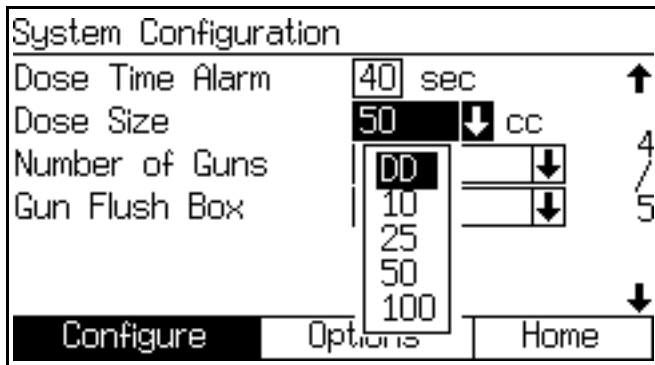 System Configuration
Dose Time Alarm 40 sec
Dose Size 50 cc
Number of Guns
Gun Flush Box
DD
10
25
50
100
4/5
Configure Options Home